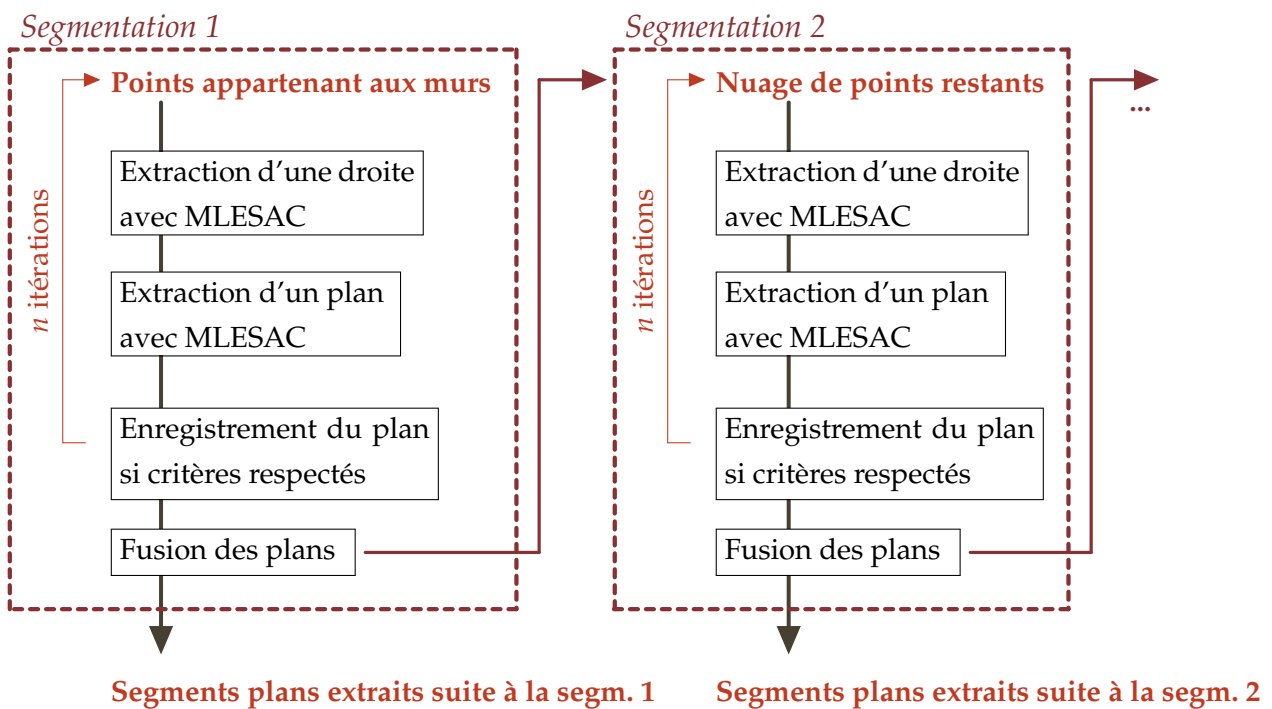 Segmentation 1
Points appartenant aux murs
n itérations
Extraction d'une droite
avec MLESAC
Extraction d'un plan
avec MLESAC
Enregistrement du plan
si critères respectés
Fusion des plans
Segments plans extraits suite à la segm. 1
Segmentation 2
Nuage de points restants
n itérations
Extraction d'une droite
avec MLESAC
Extraction d'un plan
avec MLESAC
Enregistrement du plan
si critères respectés
Fusion des plans
Segments plans extraits suite à la segm. 2
...